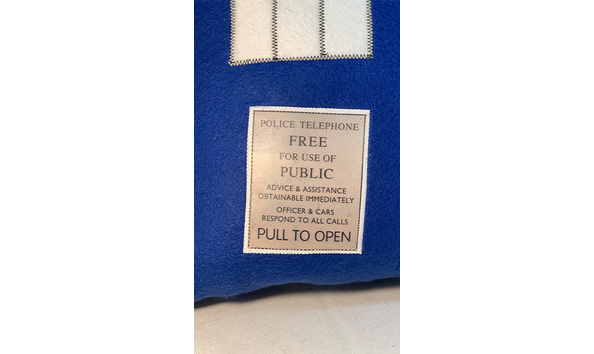 POLICE TELEPHONE
FREE
FOR USE OF
PUBLIC
ADVICE & ASSISTANCE
OBTAINABLE IMMEDIATELY
OFFICER & CARS
RESPOND TO ALL CALLS
PULL TO OPEN